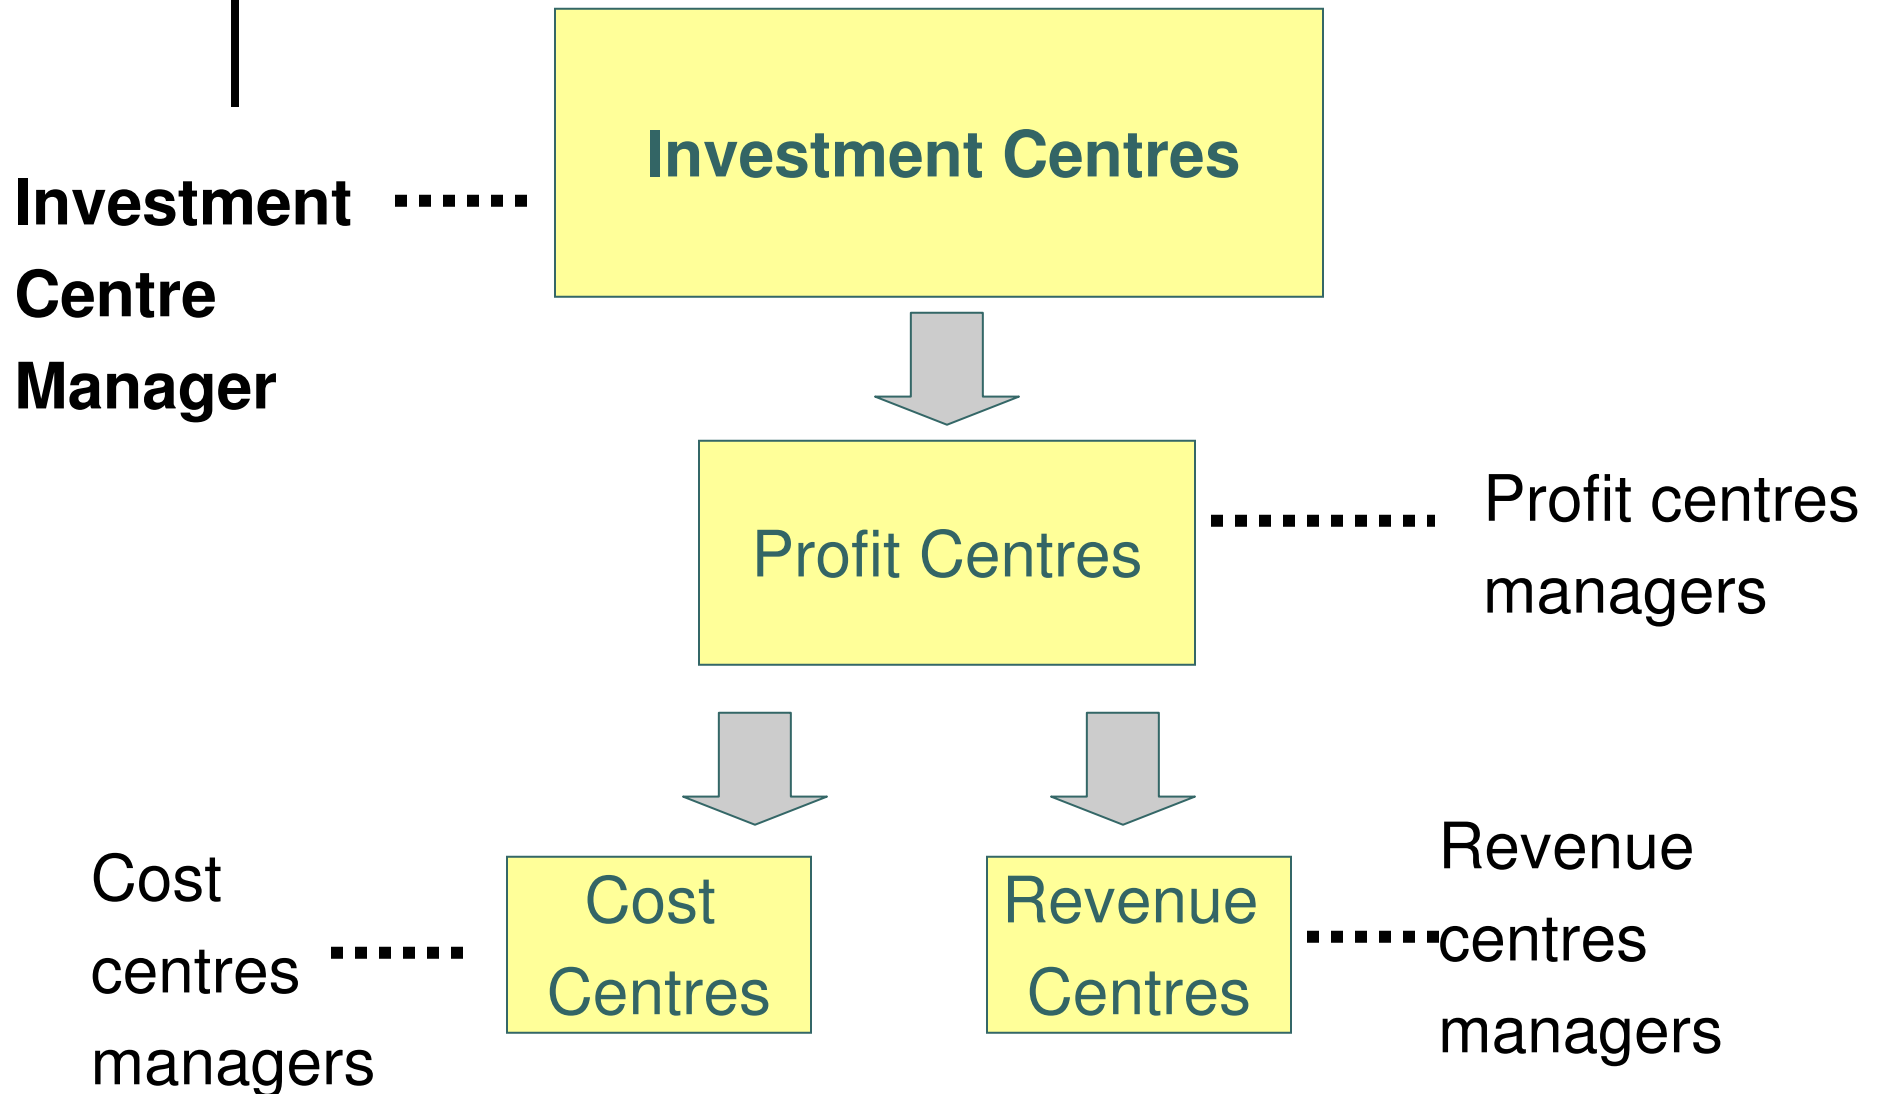 Investment Centres
Investment
Centre
Manager
Profit Centres
Profit centres
managers
Cost
centres
managers
Cost
Centres
Revenue
Centres
Revenue
centres
managers